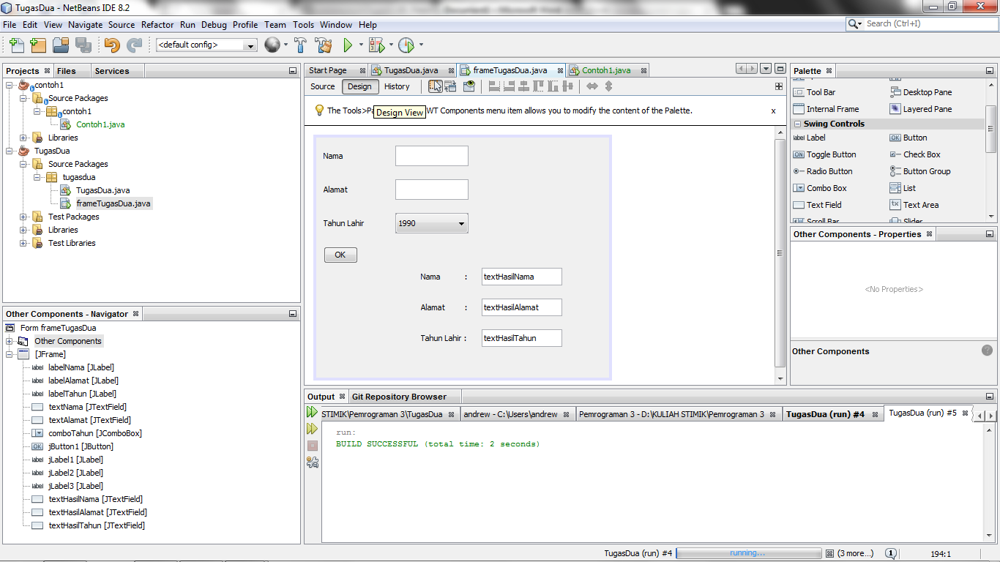 TugasDua - NetBeans IDE 8.2
File Edit View Navigate Source Refactor Run Debug Profile Team Tools Window Help
Search (Ctrl+I)
<default config>
Projects Files Services
contoh1
Source Packages
contoh1
Contoh1.java
Libraries
TugasDua
Source Packages
tugasdua
TugasDua.java
frameTugasDua.java
Test Packages
Libraries
Test Libraries
Other Components - Navigator
Form frameTugasDua
Other Components
[JFrame]
labelNama [JLabel]
labelAlamat [JLabel]
labelTahun [JLabel]
textNama [JTextField]
textAlamat [JTextField]
comboTahun [JComboBox]
jButton1 [JButton]
jLabel1 [JLabel]
jLabel2 [JLabel]
jLabel3 [JLabel]
textHasilNama [JTextField]
textHasilAlamat [JTextField]
textHasilTahun [JTextField]
Start Page TugasDua.java frameTugasDua.java Contoh1.java
Source Design History
The Tools>Pa WT Components menu item allows you to modify the content of the Palette. x
Design View
Nama
Alamat
Tahun Lahir 1990
OK
Nama : textHasilNama
Alamat : textHasilAlamat
Tahun Lahir : textHasilTahun
Palette
Tool Bar Desktop Pane
Internal Frame Layered Pane
Swing Controls
Label Button
Toggle Button Check Box
Radio Button Button Group
Combo Box List
Text Field Text Area
Scroll Bar Slider
Other Components - Properties
<No Properties>
Other Components
Output Git Repository Browser
STIMIK\Pemrograman 3\TugasDua andrew - C:\Users\andrew Pemrograman 3 - D:\KULIAH STIMIK\Pemrograman 3 TugasDua (run) #4 TugasDua (run) #5
run:
BUILD SUCCESSFUL (total time: 2 seconds)
TugasDua (run) #4 running... (3 more...) 1 194:1